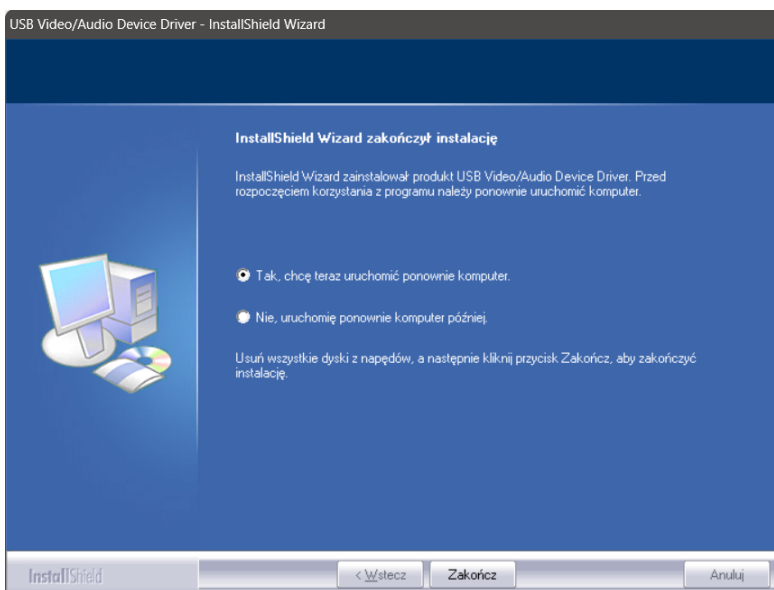 USB Video/Audio Device Driver - InstallShield Wizard
InstallShield Wizard zakończył instalację
InstallShield Wizard zainstalował produkt USB Video/Audio Device Driver. Przed
rozpoczęciem korzystania z programu należy ponownie uruchomić komputer.
Tak, chcę teraz uruchomić ponownie komputer.
Nie, uruchomię ponownie komputer później.
Usuń wszystkie dyski z napędów, a następnie kliknij przycisk Zakończ, aby zakończyć
instalację.
InstallShield
< Wstecz
Zakończ
Anuluj